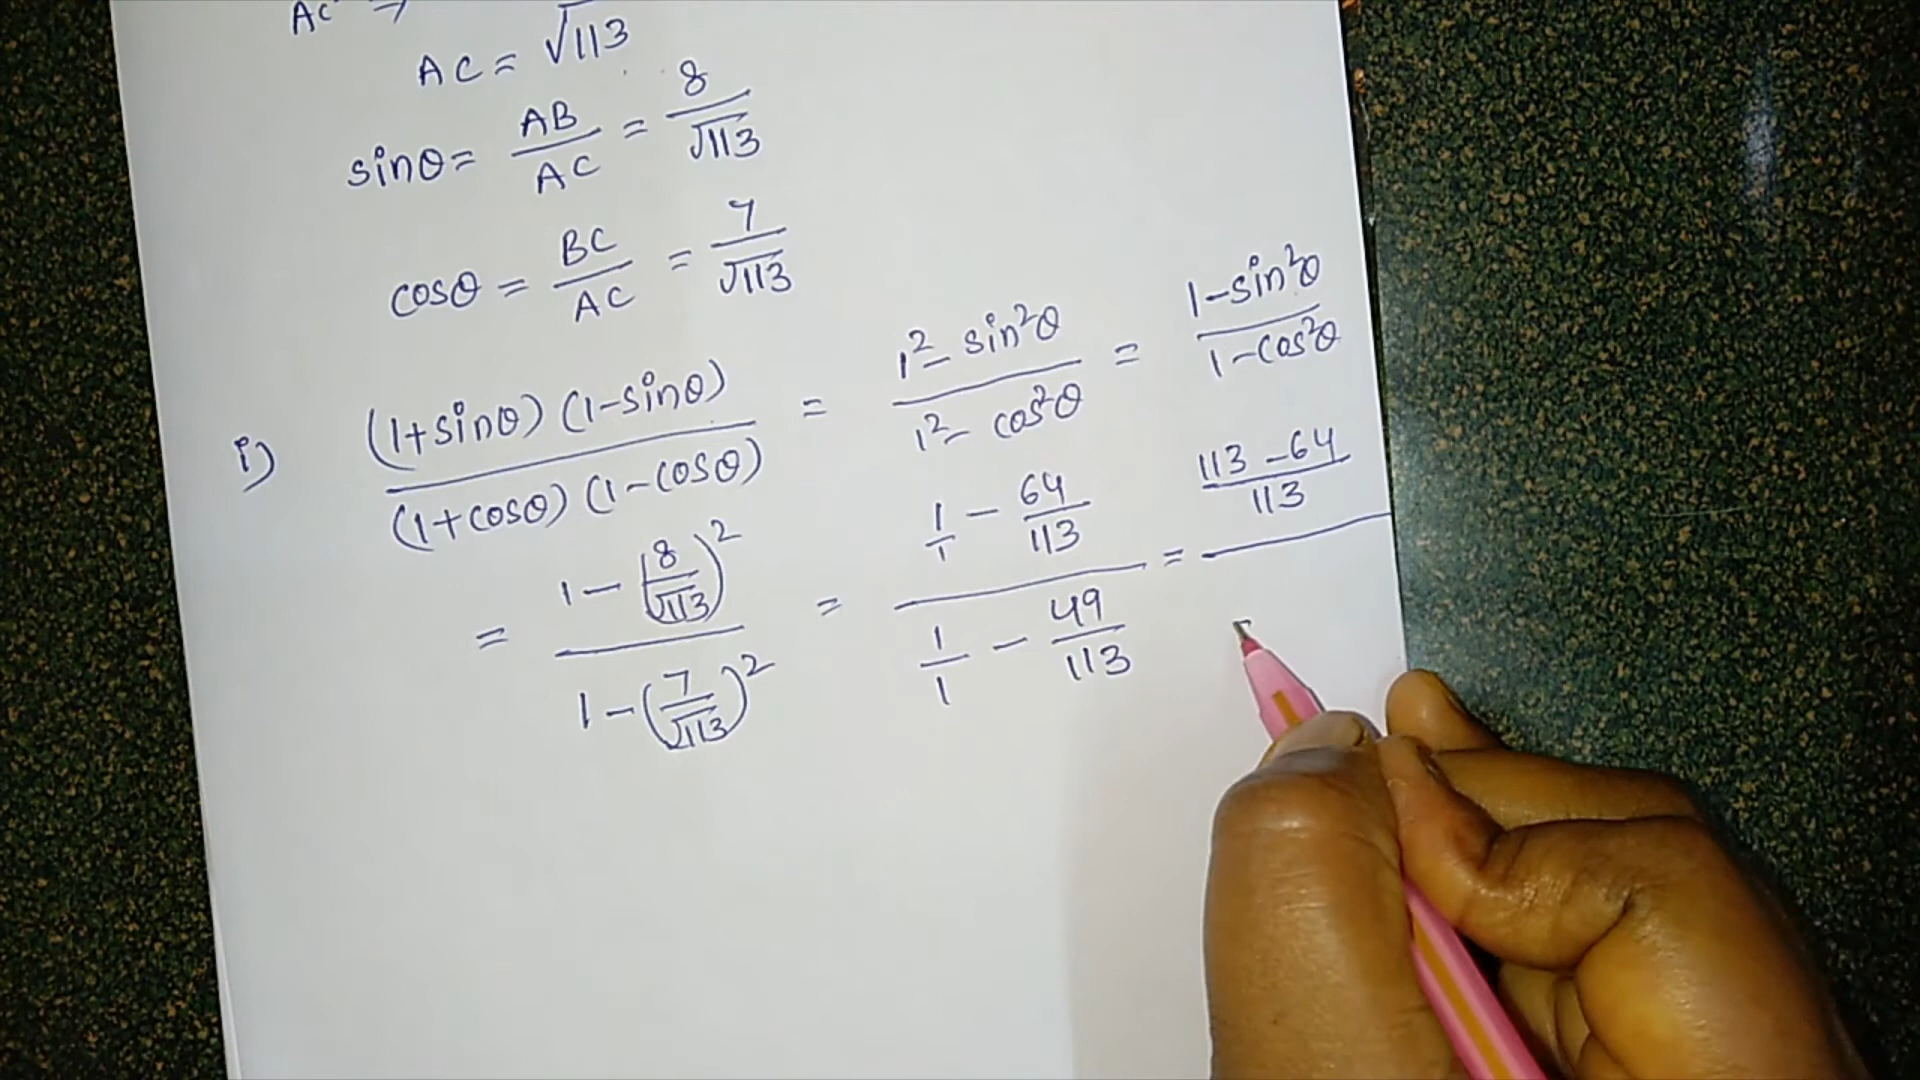 AC
AC = √113
sinθ = AB/AC = 8/√113
cosθ = BC/AC = 7/√113
i) (1+sinθ)(1-sinθ)/(1+cosθ)(1-cosθ) = 1²-sin²θ/1²-cos²θ = 1-sin²θ/1-cos²θ
= 1-(8/√113)²/1-(7/√113)² = 1/1 - 64/113 / 1/1 - 49/113 = 113-64/113